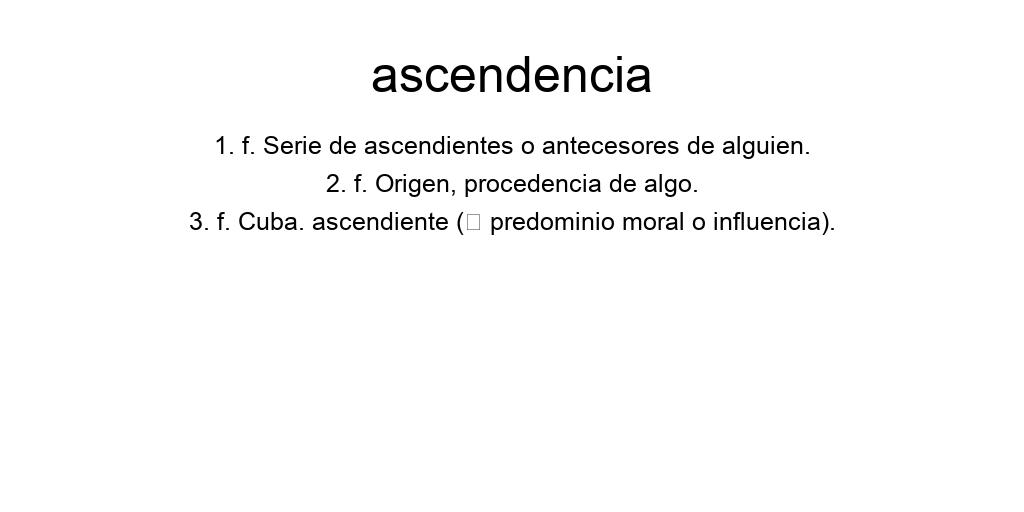 ascendencia
1. f. Serie de ascendientes o antecesores de alguien.
2. f. Origen, procedencia de algo.
3. f. Cuba. ascendiente (□ predominio moral o influencia).